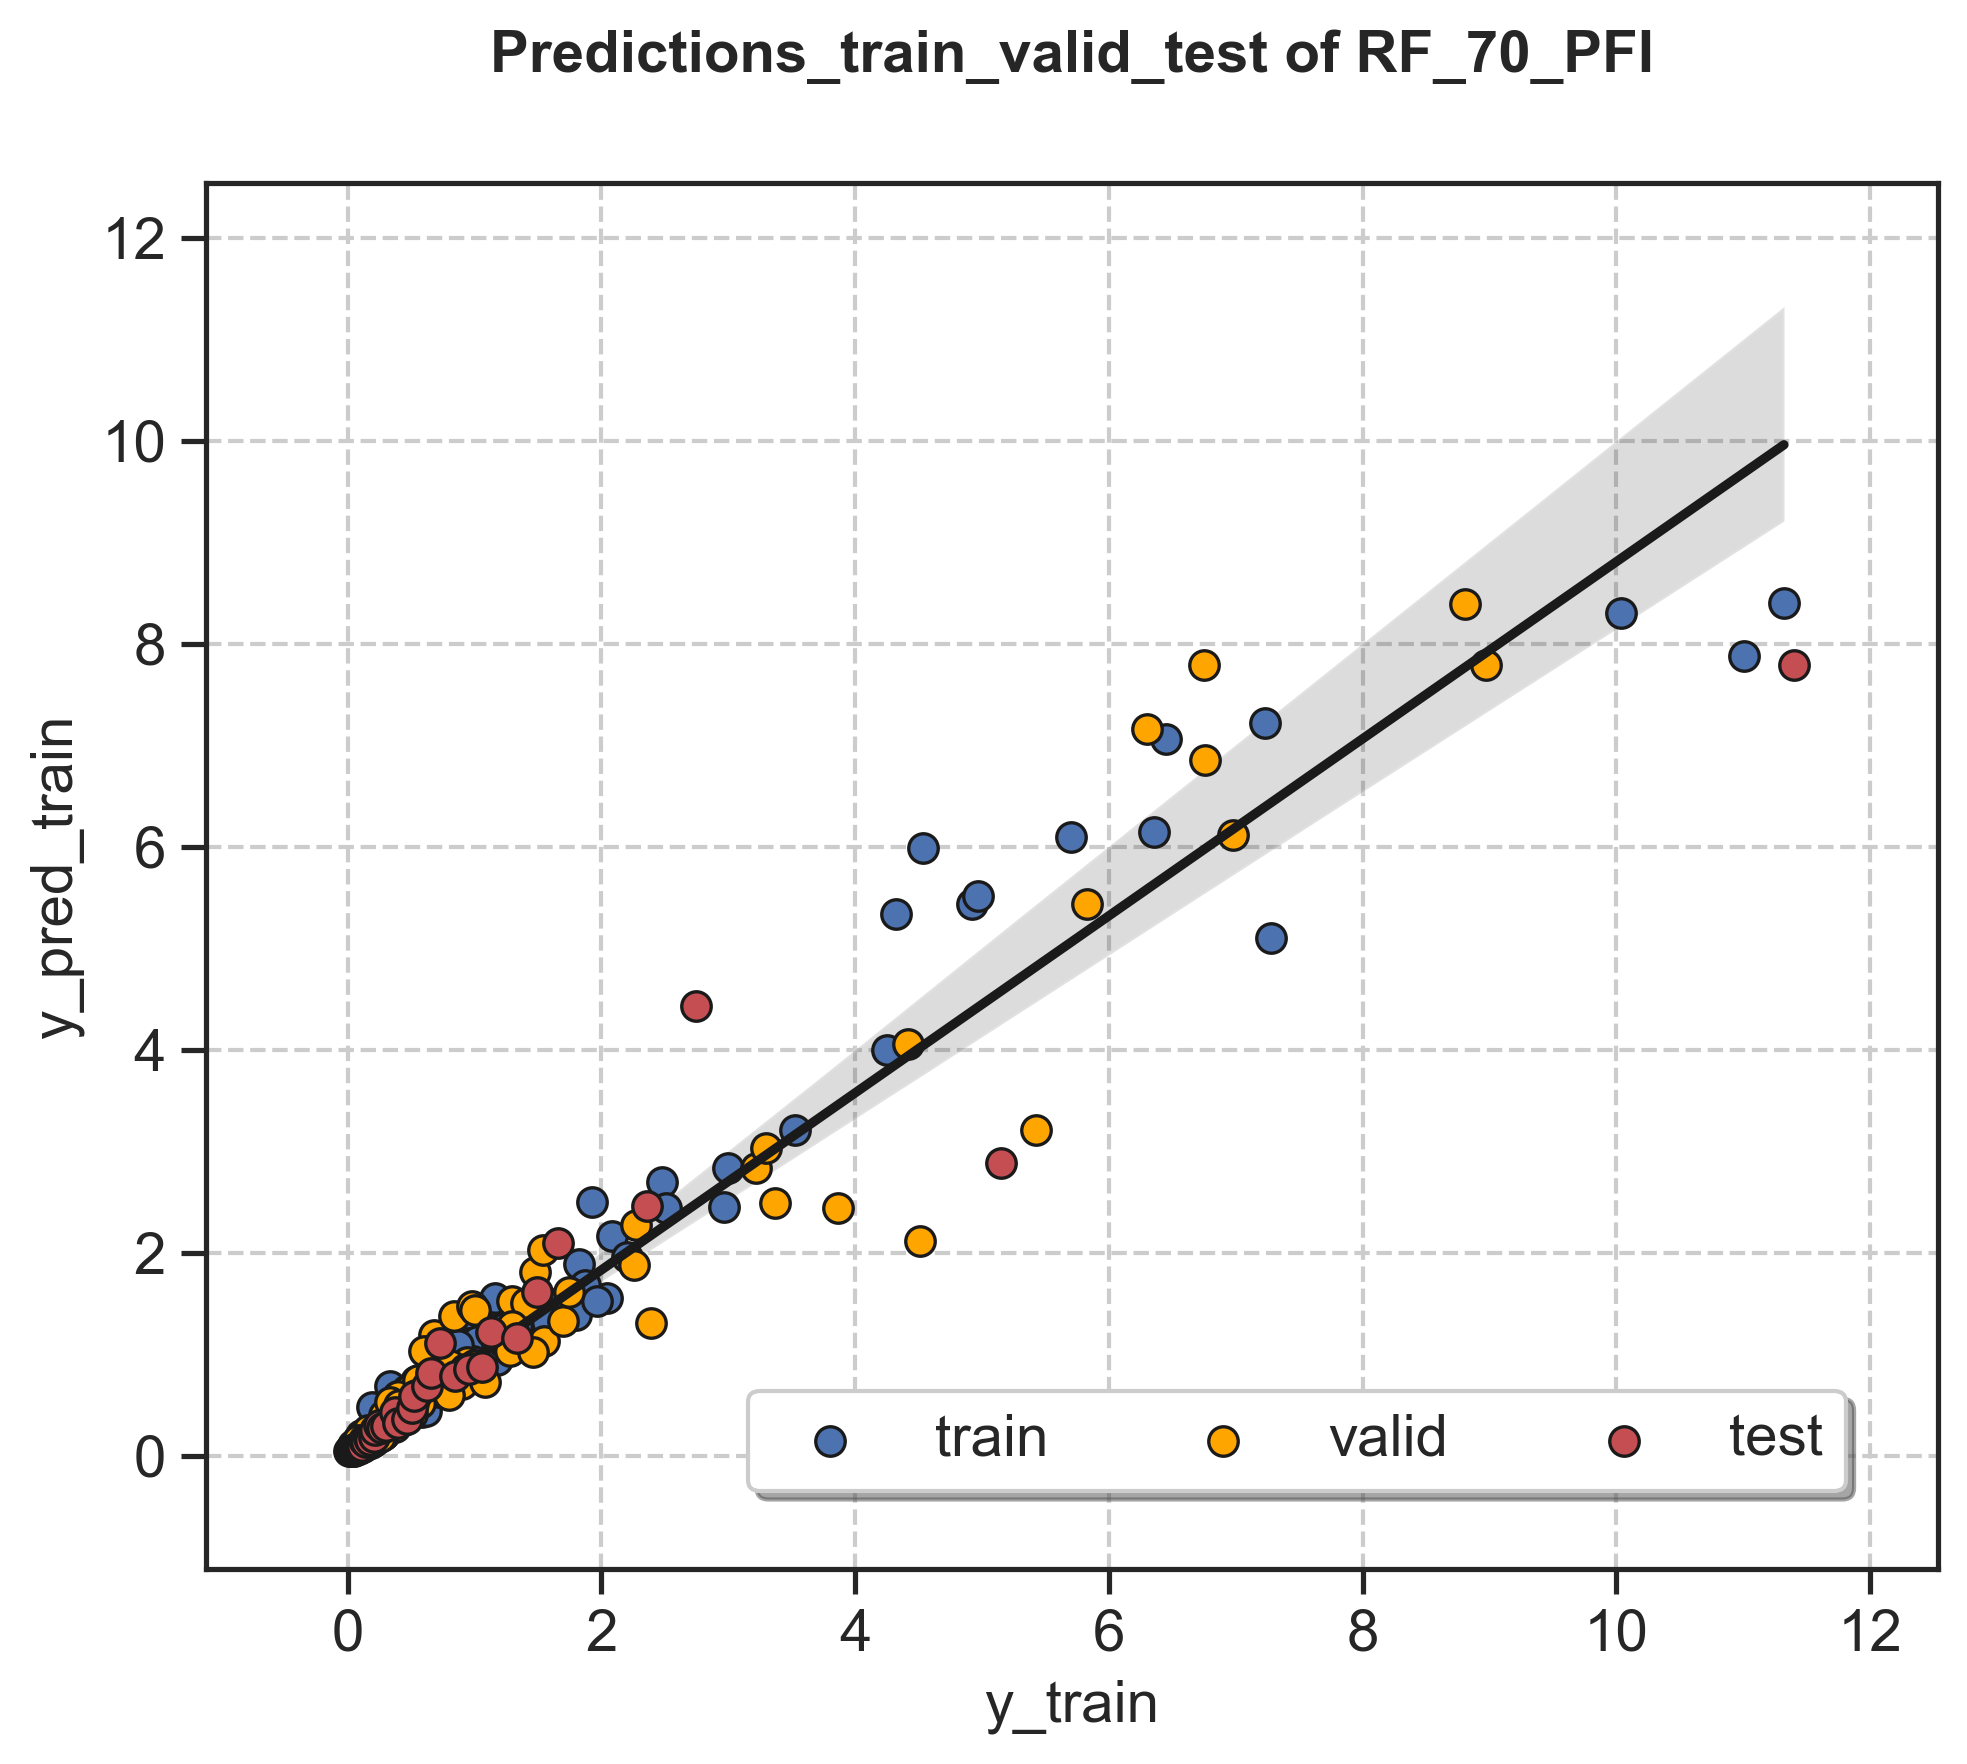 Predictions_train_valid_test of RF_70_PFI
12
10
8
6
4
2
0
y_pred_train
train valid test
0 2 4 6 8 10 12
y_train